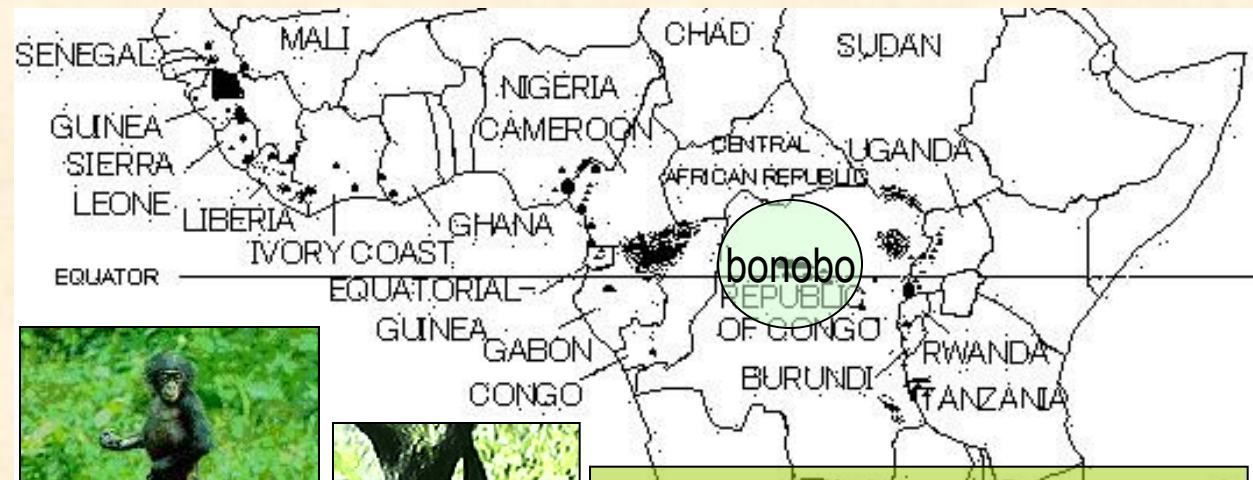 CHAD
SUDAN
SENEGAL
MALI
NIGERIA
GUINEA
CAMEROON
CENTRAL
UGANDA
SIERRA
AFRICAN REPUBLIC
LEONE
LIBERIA
GHANA
IVORY COAST
bonobo
EQUATOR
EQUATORIAL
REPUBLIC
GUINEA
OF CONGO
GABON
RWANDA
BURUNDI
CONGO
TANZANIA